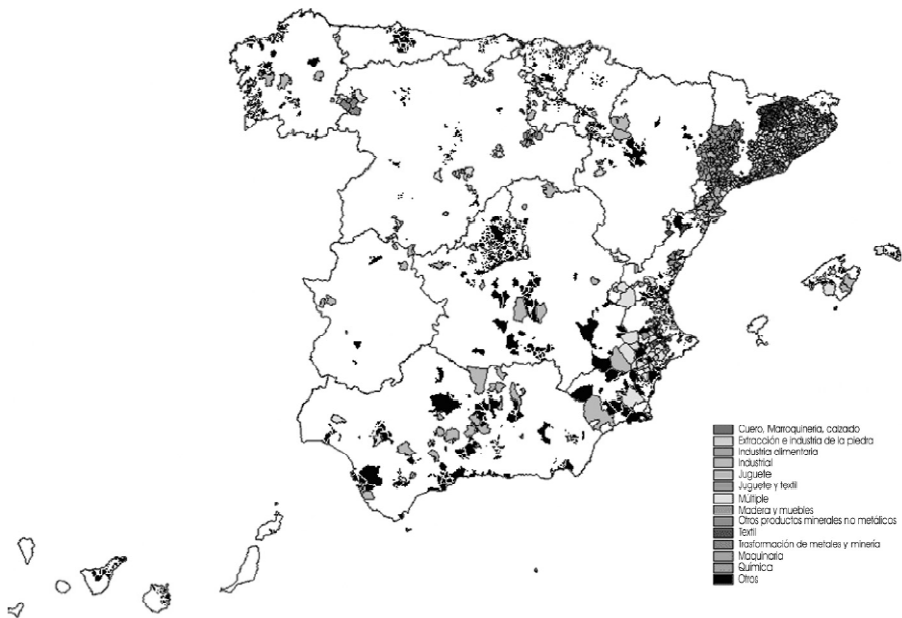 Cuero, Marroquinería, calzado
Extracción e industria de la piedra
Industria alimentaria
Industrial
Juguete
Juguete y textil
Múltiple
Madera y muebles
Otros productos minerales no metálicos
Textil
Trasformación de metales y minería
Maquinaria
Química
Otros